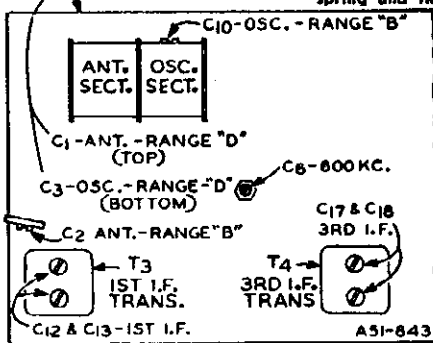 spring and
C10-OSC.-RANGE "B"
ANT. SECT.
OSC. SECT.
C1-ANT.-RANGE "D"
(TOP)
C3-OSC.-RANGE-"D"
(BOTTOM)
C6-600 KC.
C2 ANT.-RANGE "B"
C17 & C18
3RD I.F.
T3
1ST I.F.
TRANS.
T4
3RD I.F.
TRANS
C12 & C13-1ST I.F.
A51-843